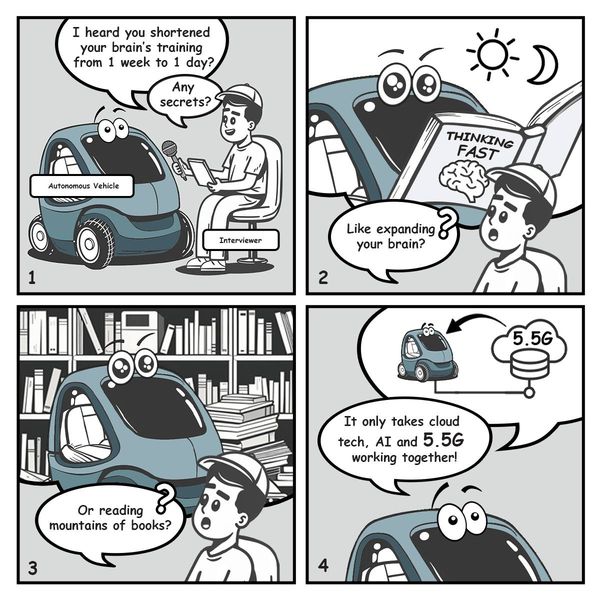 I heard you shortened
your brain's training
from 1 week to 1 day?
Any
secrets?
Autonomous Vehicle
Interviewer
1
THINKING
FAST
Like expanding
your brain?
?
2
Or reading
mountains of books?
?
3
5.5G
It only takes cloud
tech, AI and 5.5G
working together!
4